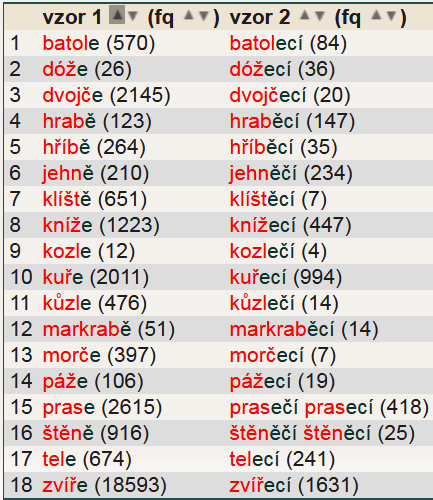 vzor 1 ▲▼ (fq ▲▼) vzor 2 ▲▼ (fq ▲▼)
1 batole (570) batolecí (84)
2 dóže (26) dóžecí (36)
3 dvojče (2145) dvojčecí (20)
4 hrabě (123) hraběcí (147)
5 hříbě (264) hříběcí (35)
6 jehně (210) jehněčí (234)
7 klíště (651) klíštěcí (7)
8 kníže (1223) knížecí (447)
9 kozle (12) kozlečí (4)
10 kuře (2011) kuřecí (994)
11 kůzle (476) kůzlečí (14)
12 markrabě (51) markraběcí (14)
13 morče (397) morčecí (7)
14 páže (106) pážecí (19)
15 prase (2615) prasečí prasecí (418)
16 štěně (916) štěněčí štěněcí (25)
17 tele (674) telecí (241)
18 zvíře (18593) zvířecí (1631)